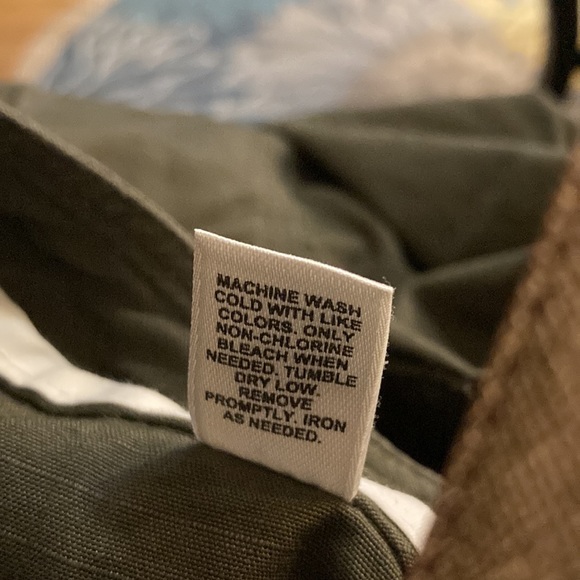 MACHINE WASH
COLD WITH LIKE
COLORS. ONLY
NON-CHLORINE
BLEACH WHEN
NEEDED. TUMBLE
DRY LOW.
REMOVE
PROMPTLY. IRON
AS NEEDED.